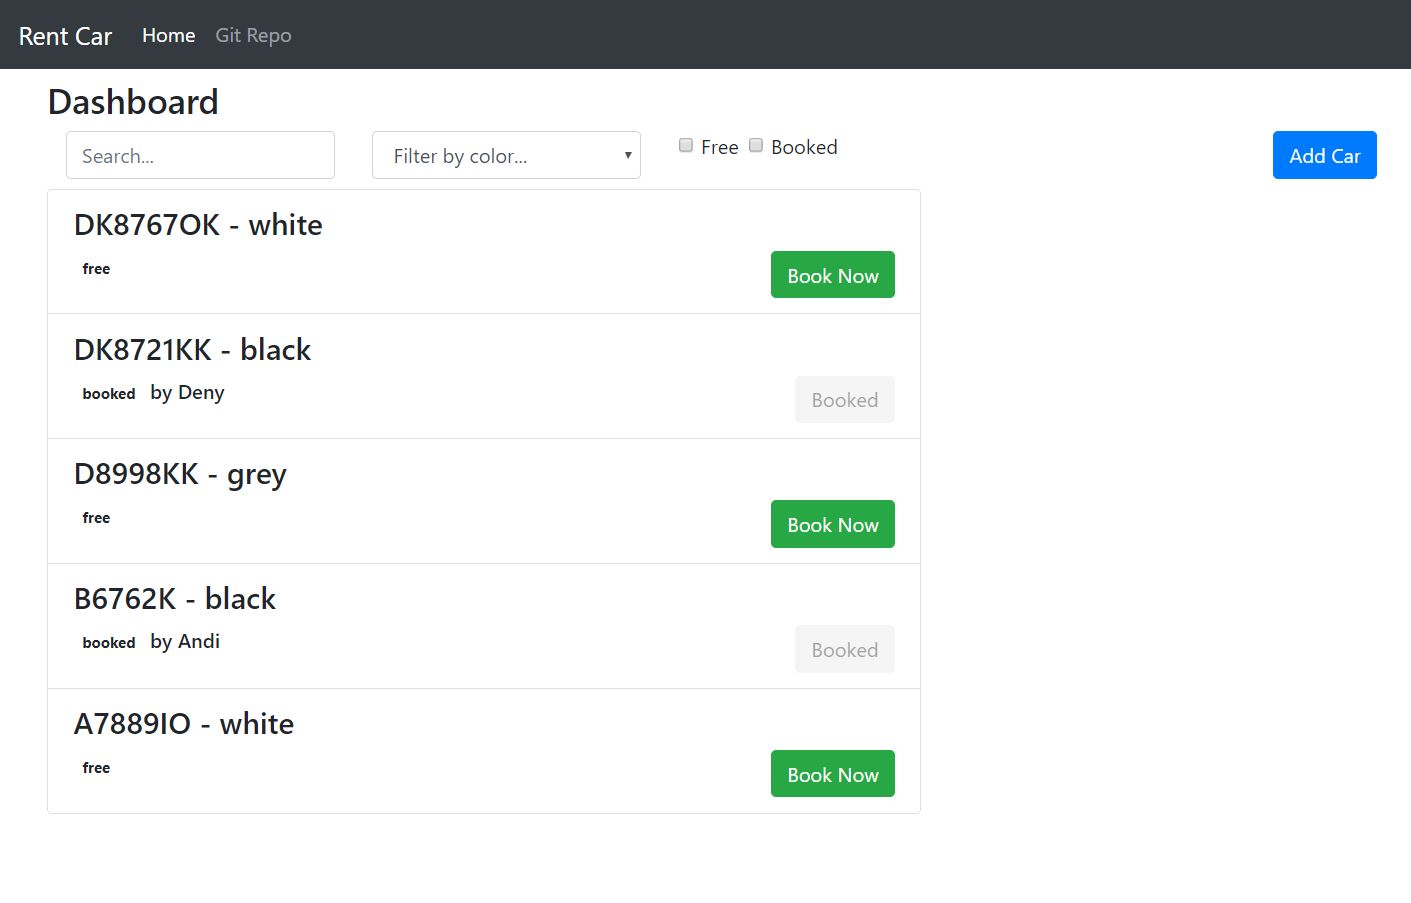 Rent Car Home Git Repo
Dashboard
Search... Filter by color... Free Booked Add Car
DK8767OK - white
free
Book Now
DK8721KK - black
booked by Deny
Booked
D8998KK - grey
free
Book Now
B6762K - black
booked by Andi
Booked
A7889IO - white
free
Book Now